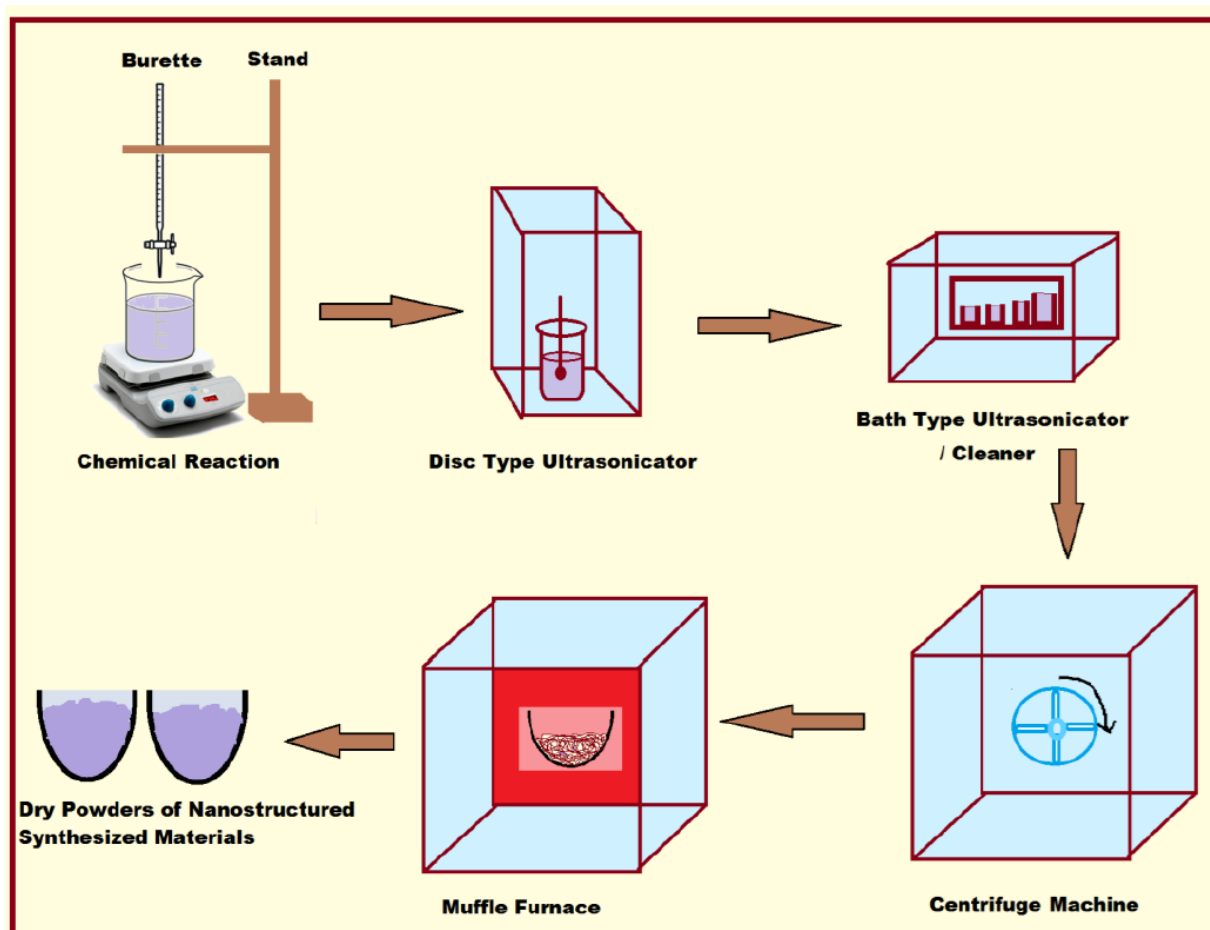 Burette
Stand
Chemical Reaction
Disc Type Ultrasonicator
Bath Type Ultrasonicator
/ Cleaner
Dry Powders of Nanostructured
Synthesized Materials
Muffle Furnace
Centrifuge Machine